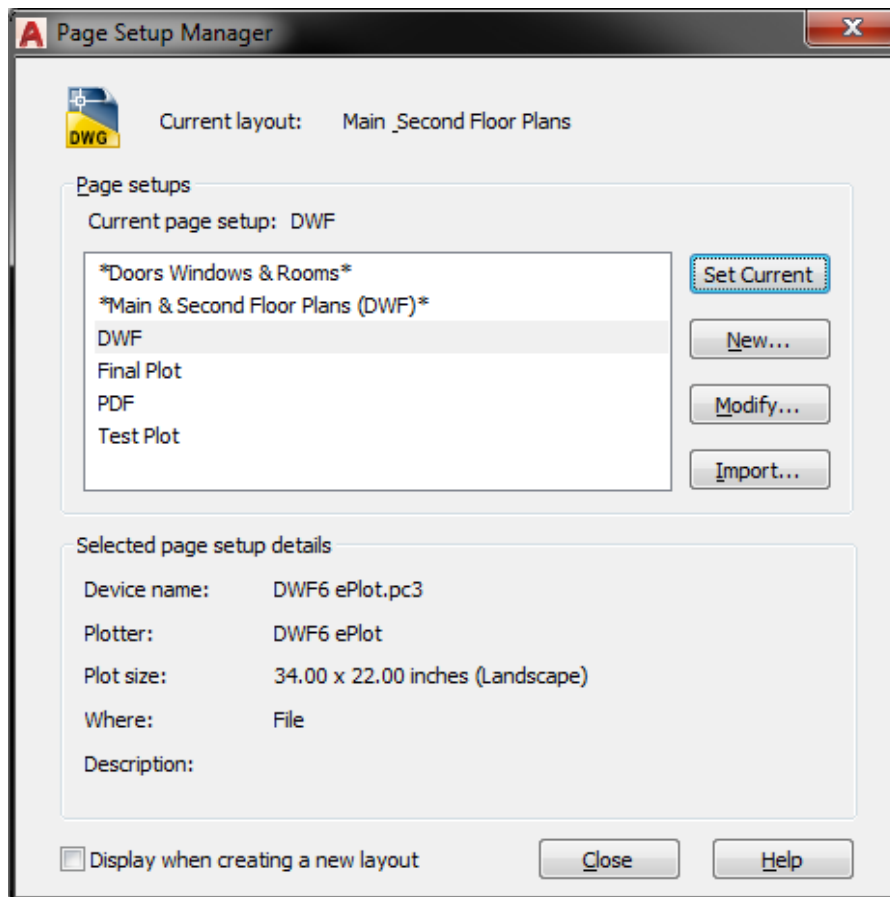 Page Setup Manager
DWG
Current layout: Main _Second Floor Plans
Page setups
Current page setup: DWF
*Doors Windows & Rooms*
*Main & Second Floor Plans (DWF)*
DWF
Final Plot
PDF
Test Plot
Set Current
New...
Modify...
Import...
Selected page setup details
Device name: DWF6 ePlot.pc3
Plotter: DWF6 ePlot
Plot size: 34.00 x 22.00 inches (Landscape)
Where: File
Description:
Display when creating a new layout
Close
Help